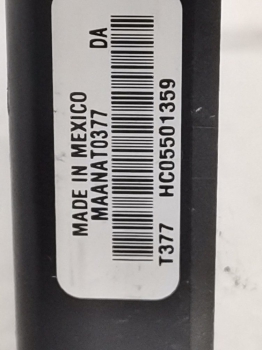 MADE IN MEXICO
MAANAT0377 DA
T377 HC05501359